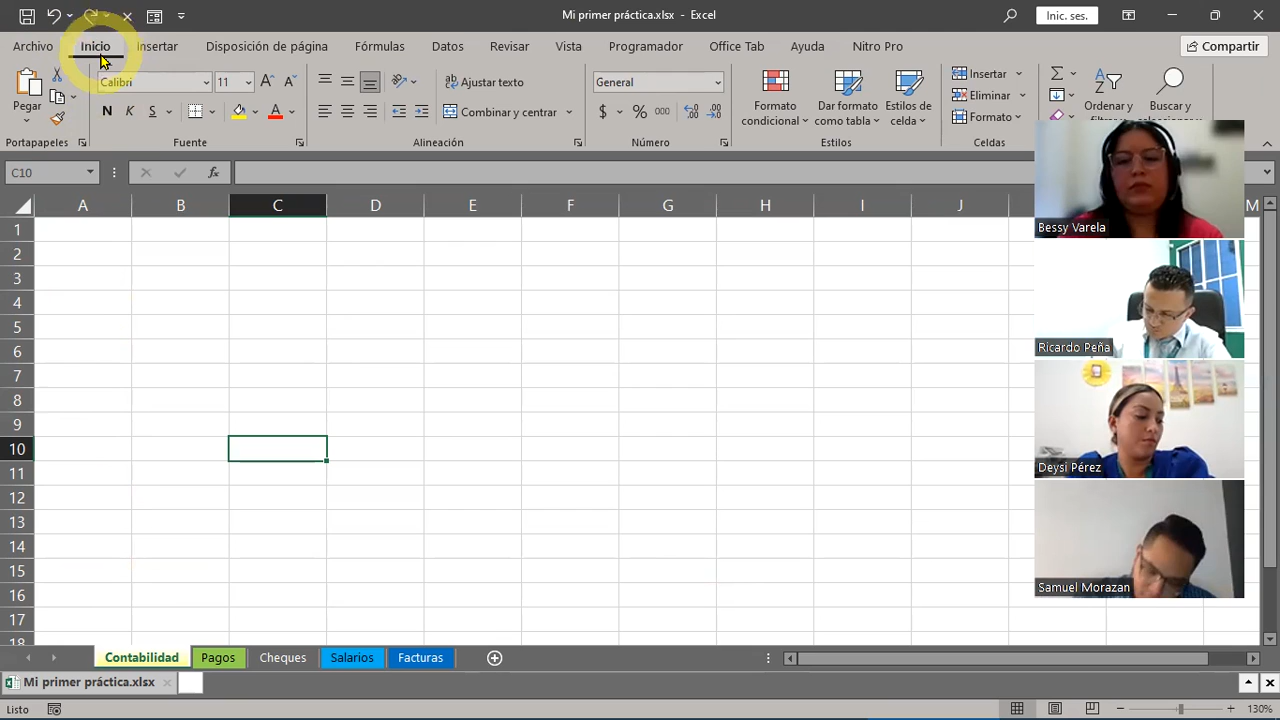 Mi primer práctica.xlsx - Excel
Inic. ses.
Archivo Inicio Insertar Disposición de página Fórmulas Datos Revisar Vista Programador Office Tab Ayuda Nitro Pro Compartir
Pegar
Portapapeles
Calibri 11
N K S A
Fuente
Ajustar texto
Combinar y centrar
Alineación
General
$ % 000
Número
Formato condicional
Dar formato como tabla
Estilos de celda
Estilos
Insertar
Eliminar
Formato
Celdas
Ordenar y
Buscar y
C10 fx
A B C D E F G H I J M
1
2
3
4
5
6
7
8
9
10
11
12
13
14
15
16
17
18
Bessy Varela
Ricardo Peña
Deysi Pérez
Samuel Morazan
Contabilidad Pagos Cheques Salarios Facturas
Mi primer práctica.xlsx
Listo 130%